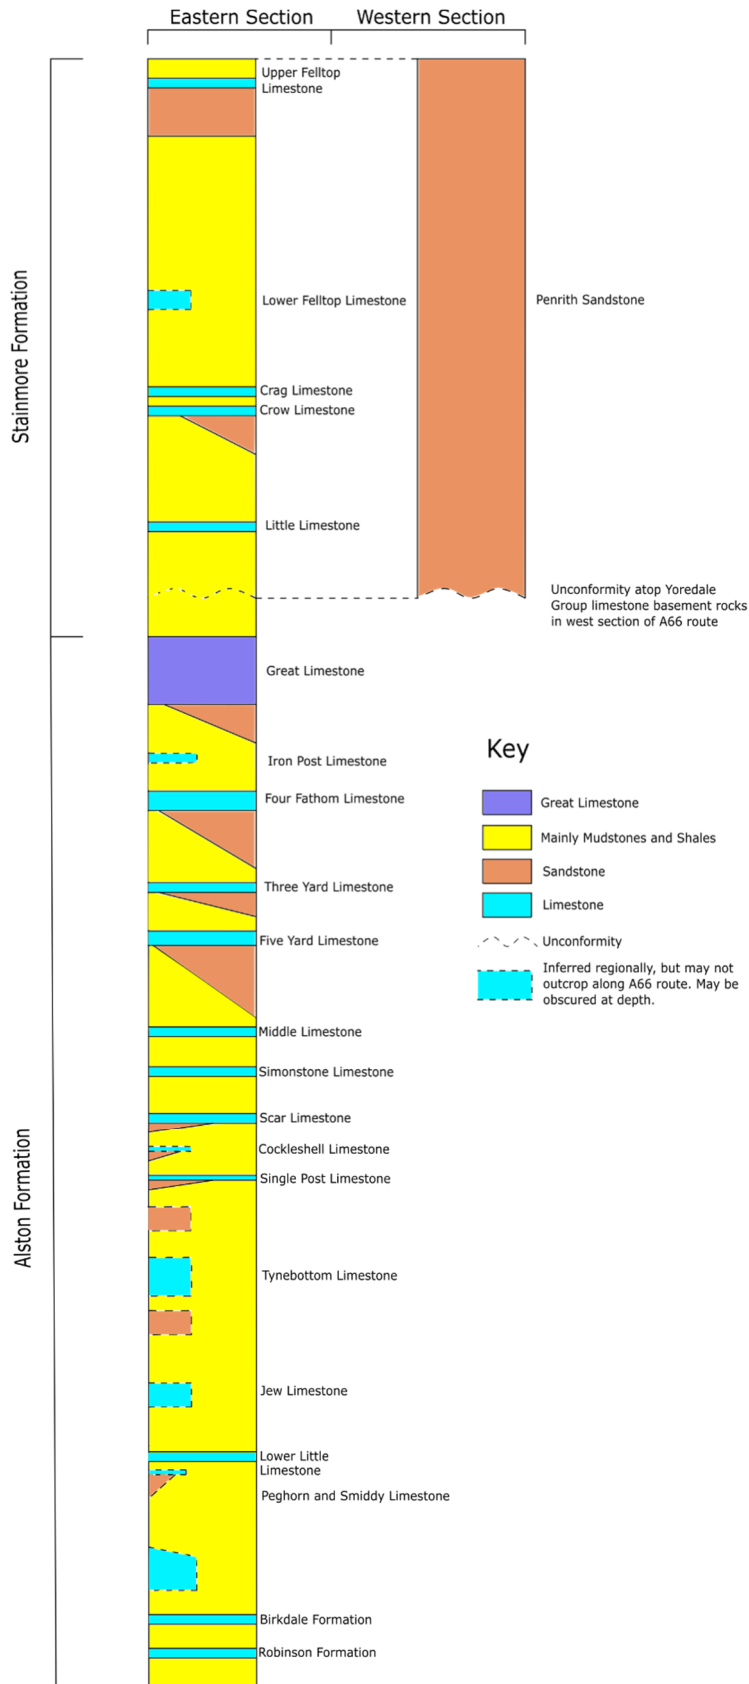 Eastern Section
Western Section
Stainmore Formation
Upper Felltop
Limestone
Lower Felltop Limestone
Penrith Sandstone
Crag Limestone
Crow Limestone
Little Limestone
Unconformity atop Yoredale
Group limestone basement rocks
in west section of A66 route
Alston Formation
Great Limestone
Iron Post Limestone
Four Fathom Limestone
Three Yard Limestone
Five Yard Limestone
Middle Limestone
Simonstone Limestone
Scar Limestone
Cockleshell Limestone
Single Post Limestone
Tynebottom Limestone
Jew Limestone
Lower Little
Limestone
Peghorn and Smiddy Limestone
Birkdale Formation
Robinson Formation
Key
Great Limestone
Mainly Mudstones and Shales
Sandstone
Limestone
Unconformity
Inferred regionally, but may not
outcrop along A66 route. May be
obscured at depth.